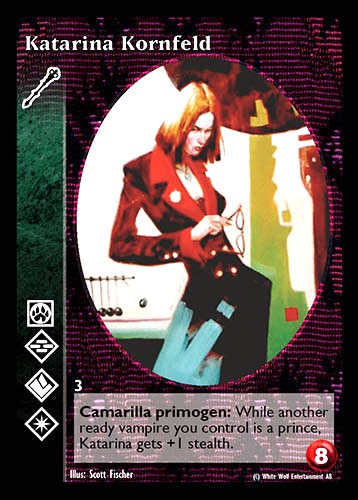 Katarina Kornfeld
3
Camarilla primogen: While another
ready vampire you control is a prince,
Katarina gets +1 stealth.
8
Illus: Scott Fischer
(C) White Wolf Entertainment AB